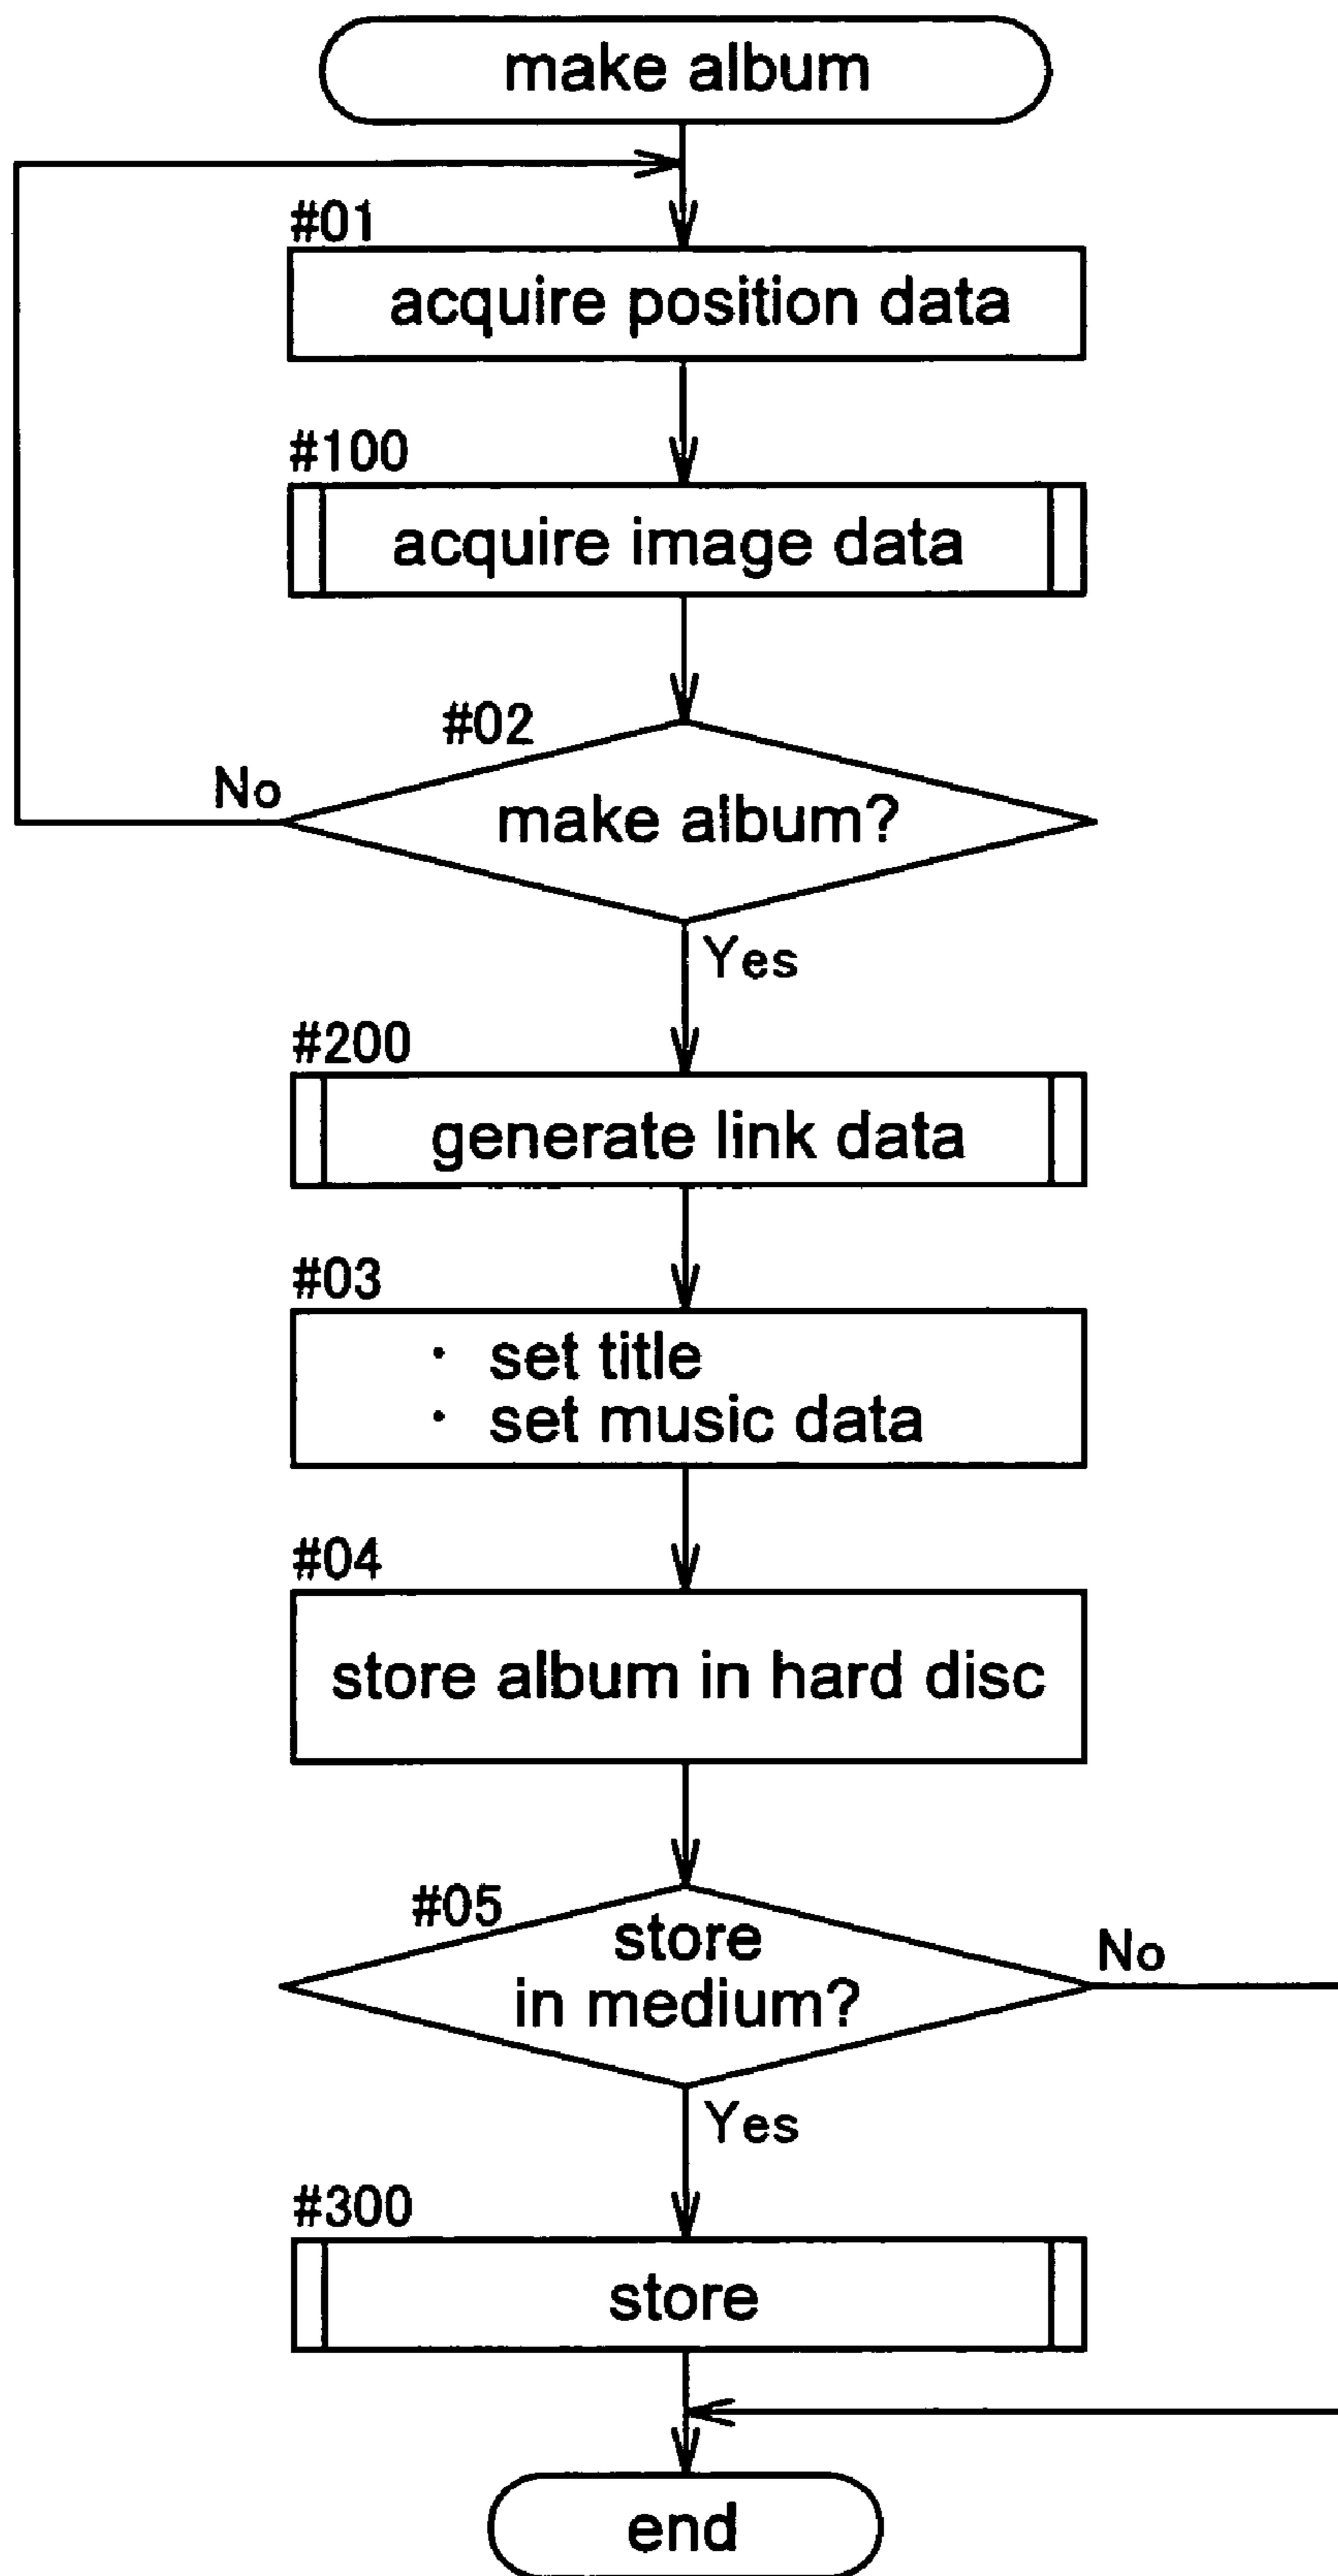 make album
#01
acquire position data
#100
acquire image data
#02
No
make album?
Yes
#200
generate link data
#03
・ set title
・ set music data
#04
store album in hard disc
#05
store
in medium?
No
Yes
#300
store
end